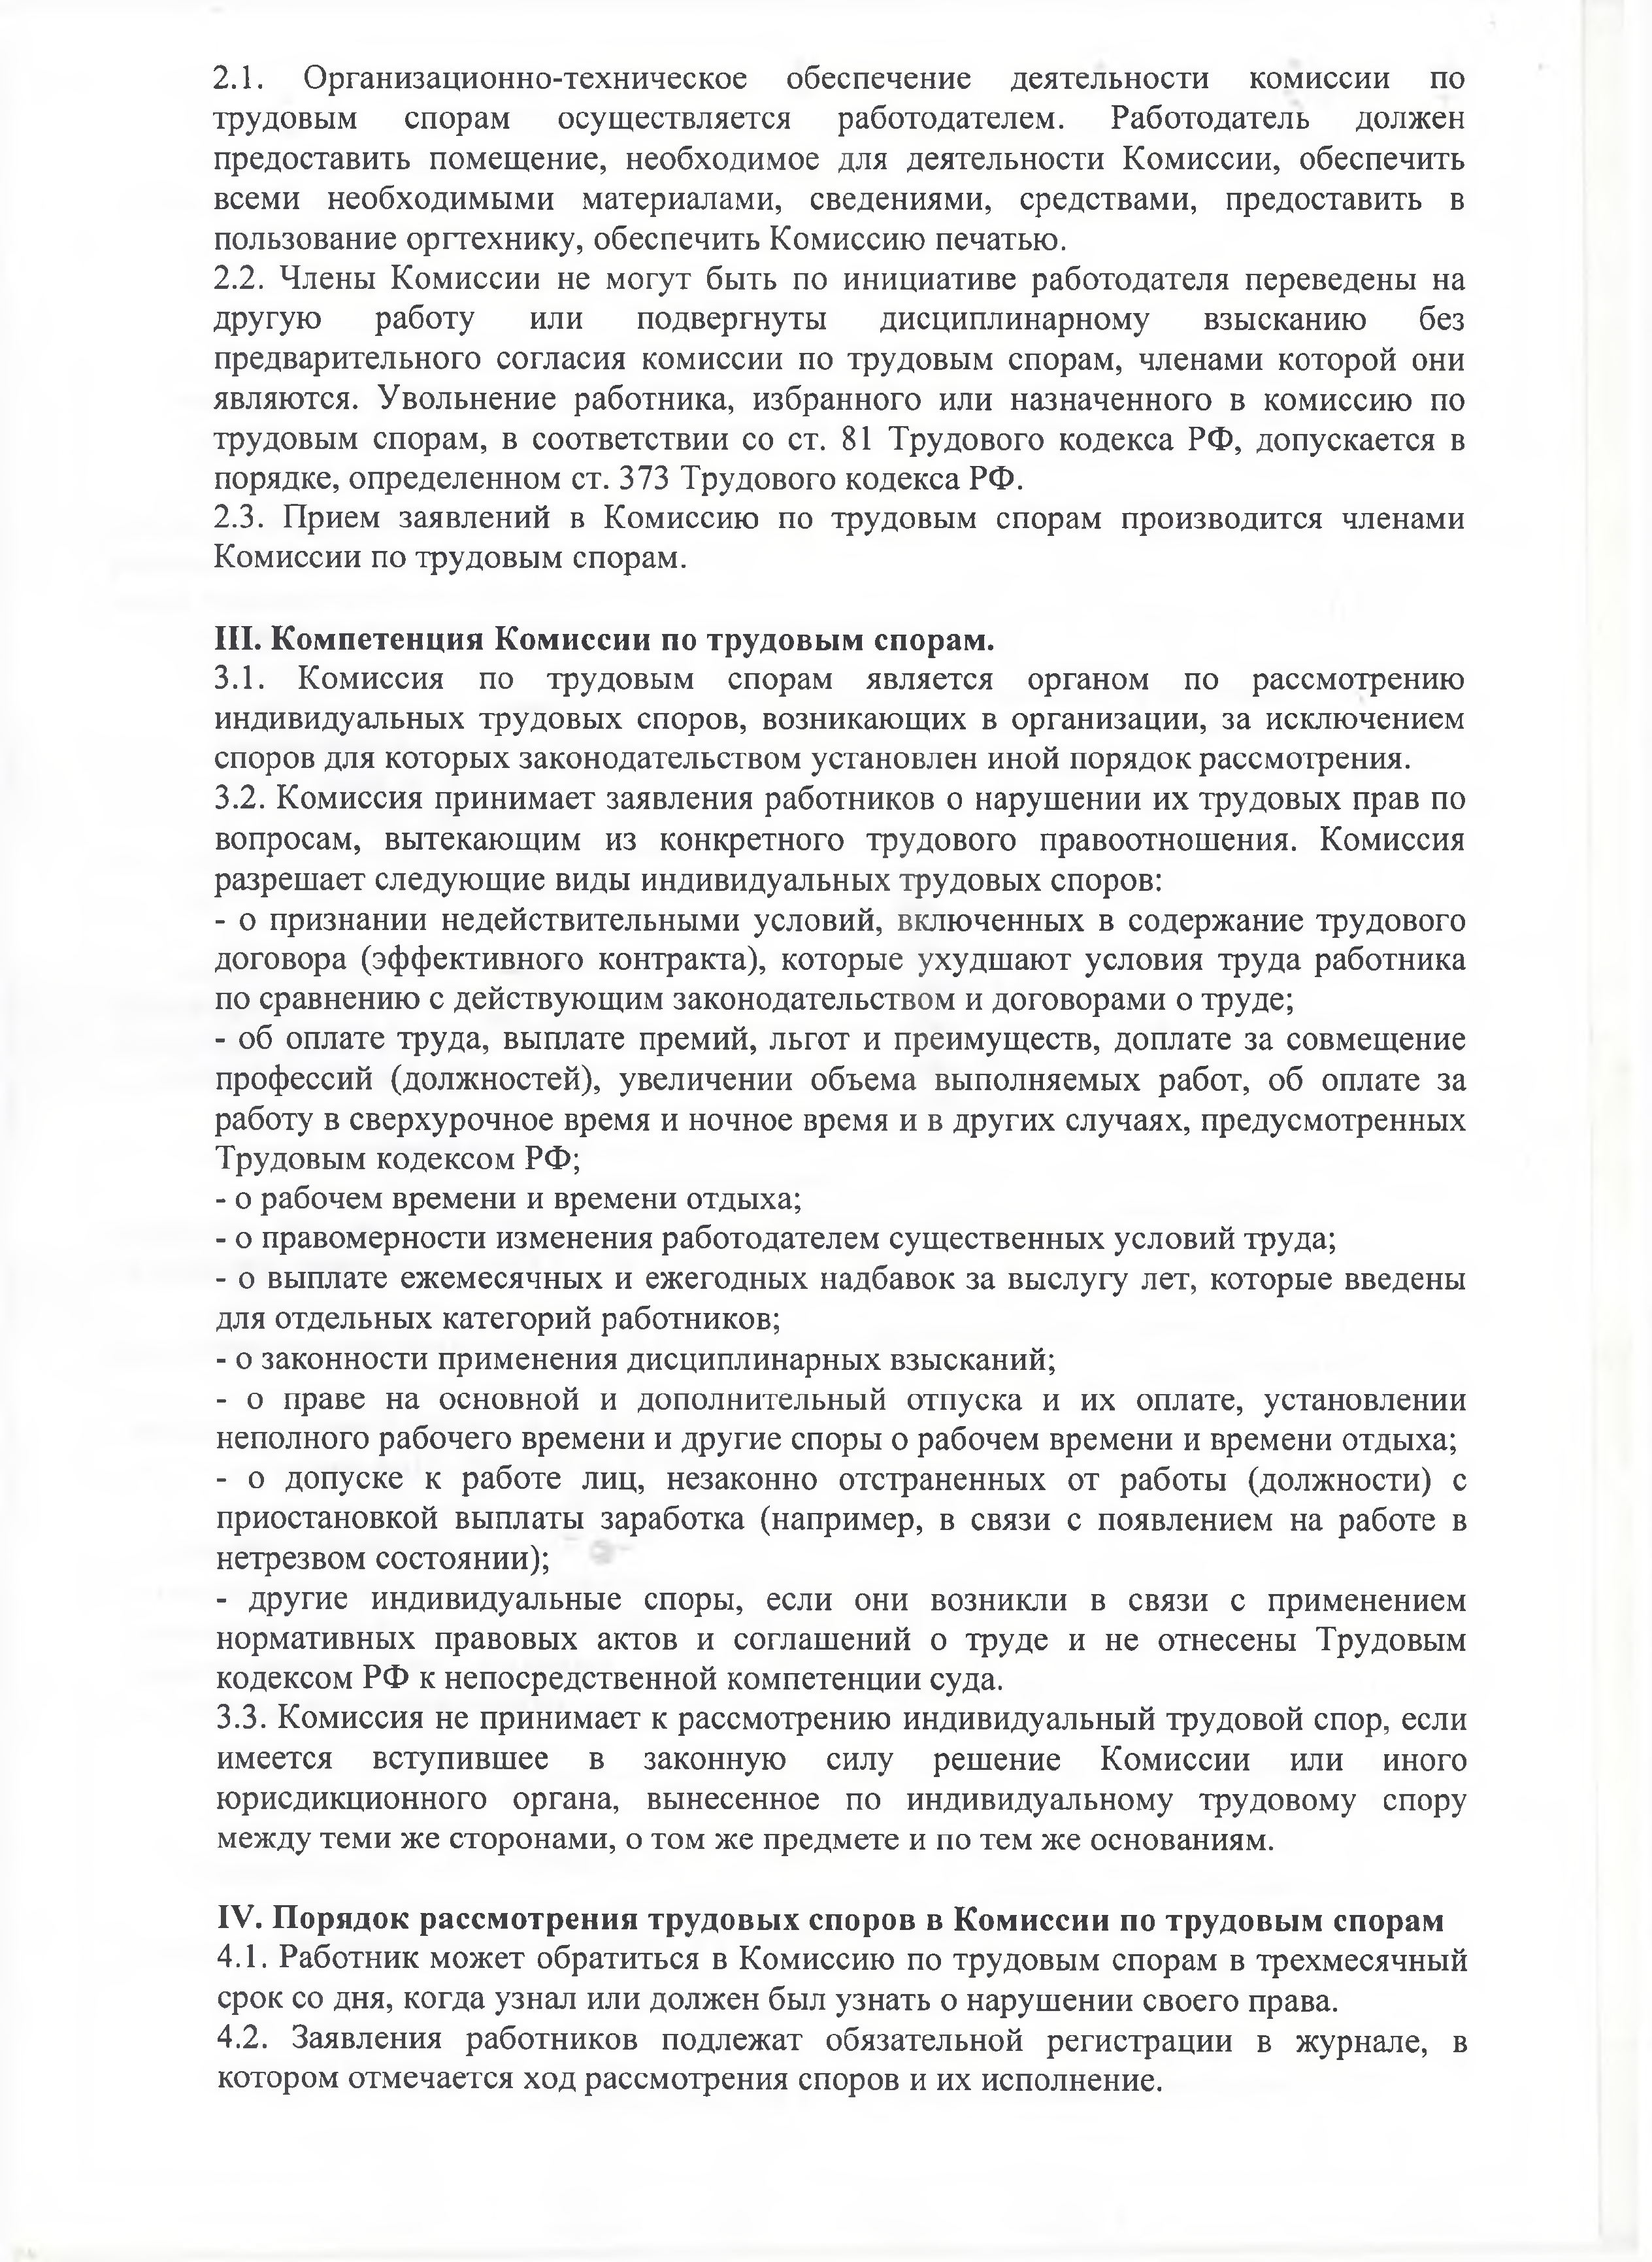 2.1. Организационно-техническое обеспечение деятельности комиссии по
трудовым спорам осуществляется работодателем. Работодатель должен
предоставить помещение, необходимое для деятельности Комиссии, обеспечить
всеми необходимыми материалами, сведениями, средствами, предоставить в
пользование оргтехнику, обеспечить Комиссию печатью.
2.2. Члены Комиссии не могут быть по инициативе работодателя переведены на
другую работу или подвергнуты дисциплинарному взысканию без
предварительного согласия комиссии по трудовым спорам, членами которой они
являются. Увольнение работника, избранного или назначенного в комиссию по
трудовым спорам, в соответствии со ст. 81 Трудового кодекса РФ, допускается в
порядке, определенном ст. 373 Трудового кодекса РФ.
2.3. Прием заявлений в Комиссию по трудовым спорам производится членами
Комиссии по трудовым спорам.
III. Компетенция Комиссии по трудовым спорам.
3.1. Комиссия по трудовым спорам является органом по рассмотрению
индивидуальных трудовых споров, возникающих в организации, за исключением
споров для которых законодательством установлен иной порядок рассмотрения.
3.2. Комиссия принимает заявления работников о нарушении их трудовых прав по
вопросам, вытекающим из конкретного трудового правоотношения. Комиссия
разрешает следующие виды индивидуальных трудовых споров:
- о признании недействительными условий, включенных в содержание трудового
договора (эффективного контракта), которые ухудшают условия труда работника
по сравнению с действующим законодательством и договорами о труде;
- об оплате труда, выплате премий, льгот и преимуществ, доплате за совмещение
профессий (должностей), увеличении объема выполняемых работ, об оплате за
работу в сверхурочное время и ночное время и в других случаях, предусмотренных
Трудовым кодексом РФ;
- о рабочем времени и времени отдыха;
- о правомерности изменения работодателем существенных условий труда;
- о выплате ежемесячных и ежегодных надбавок за выслугу лет, которые введены
для отдельных категорий работников;
- о законности применения дисциплинарных взысканий;
- о праве на основной и дополнительный отпуска и их оплате, установлении
неполного рабочего времени и другие споры о рабочем времени и времени отдыха;
- о допуске к работе лиц, незаконно отстраненных от работы (должности) с
приостановкой выплаты заработка (например, в связи с появлением на работе в
нетрезвом состоянии);
- другие индивидуальные споры, если они возникли в связи с применением
нормативных правовых актов и соглашений о труде и не отнесены Трудовым
кодексом РФ к непосредственной компетенции суда.
3.3. Комиссия не принимает к рассмотрению индивидуальный трудовой спор, если
имеется вступившее в законную силу решение Комиссии или иного
юрисдикционного органа, вынесенное по индивидуальному трудовому спору
между теми же сторонами, о том же предмете и по тем же основаниям.
IV. Порядок рассмотрения трудовых споров в Комиссии по трудовым спорам
4.1. Работник может обратиться в Комиссию по трудовым спорам в трехмесячный
срок со дня, когда узнал или должен был узнать о нарушении своего права.
4.2. Заявления работников подлежат обязательной регистрации в журнале, в
котором отмечается ход рассмотрения споров и их исполнение.